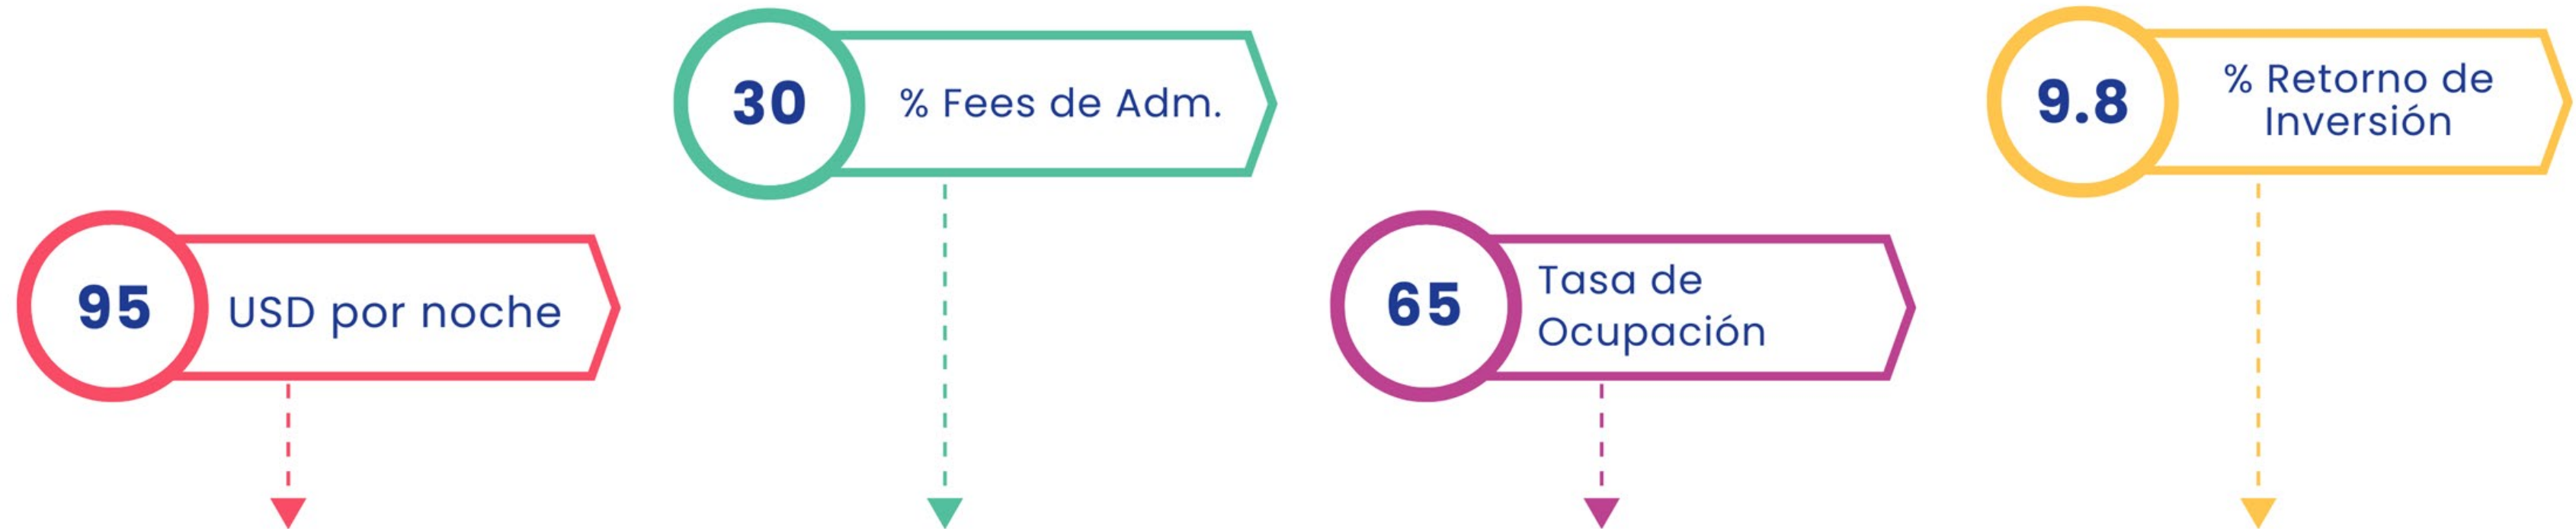 95
USD por noche
30
% Fees de Adm.
65
Tasa de
Ocupación
9.8
% Retorno de
Inversión